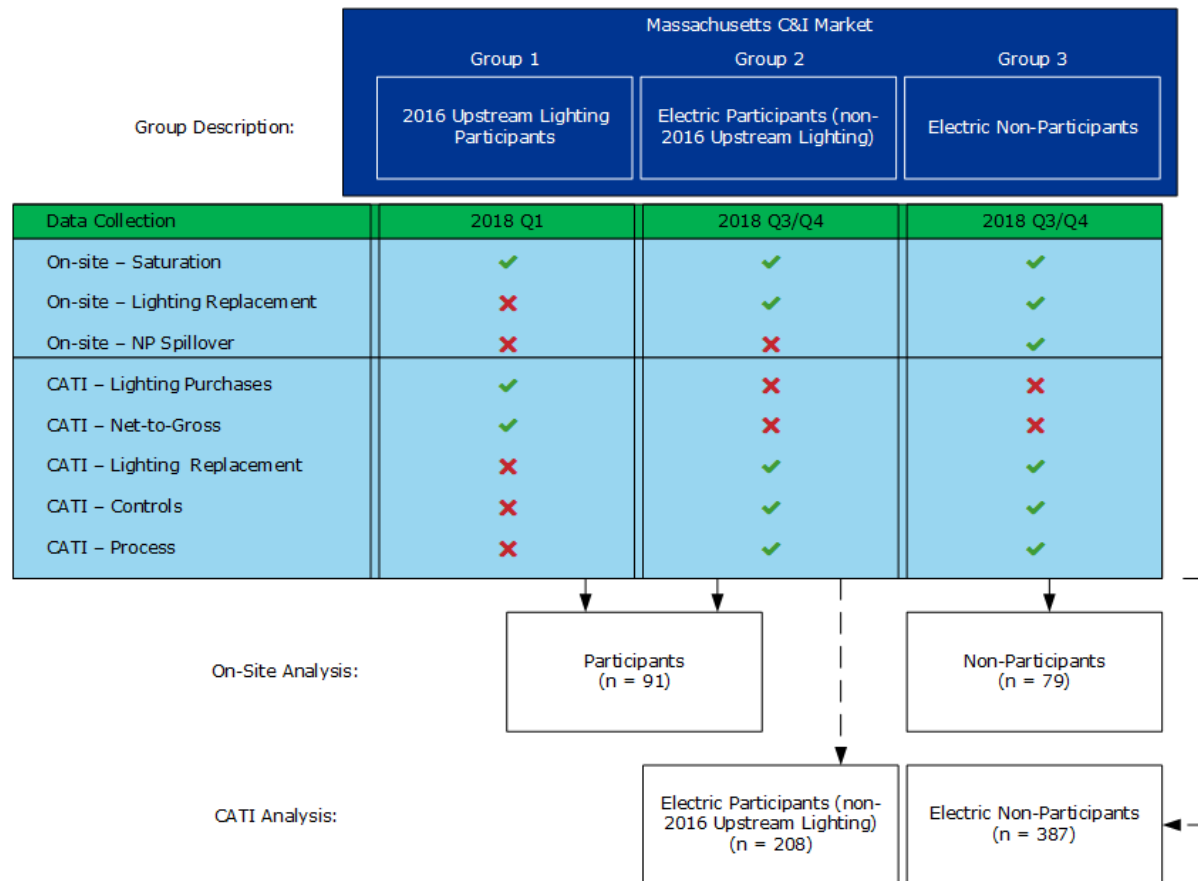 Massachusetts C&I Market
Group 1
Group 2
Group 3
Group Description:
2016 Upstream Lighting
Participants
Electric Participants (non-
2016 Upstream Lighting)
Electric Non-Participants
Data Collection
2018 Q1
2018 Q3/Q4
2018 Q3/Q4
On-site – Saturation
On-site – Lighting Replacement
On-site – NP Spillover
CATI – Lighting Purchases
CATI – Net-to-Gross
CATI – Lighting Replacement
CATI – Controls
CATI – Process
On-Site Analysis:
Participants
(n = 91)
Non-Participants
(n = 79)
CATI Analysis:
Electric Participants (non-
2016 Upstream Lighting)
(n = 208)
Electric Non-Participants
(n = 387)